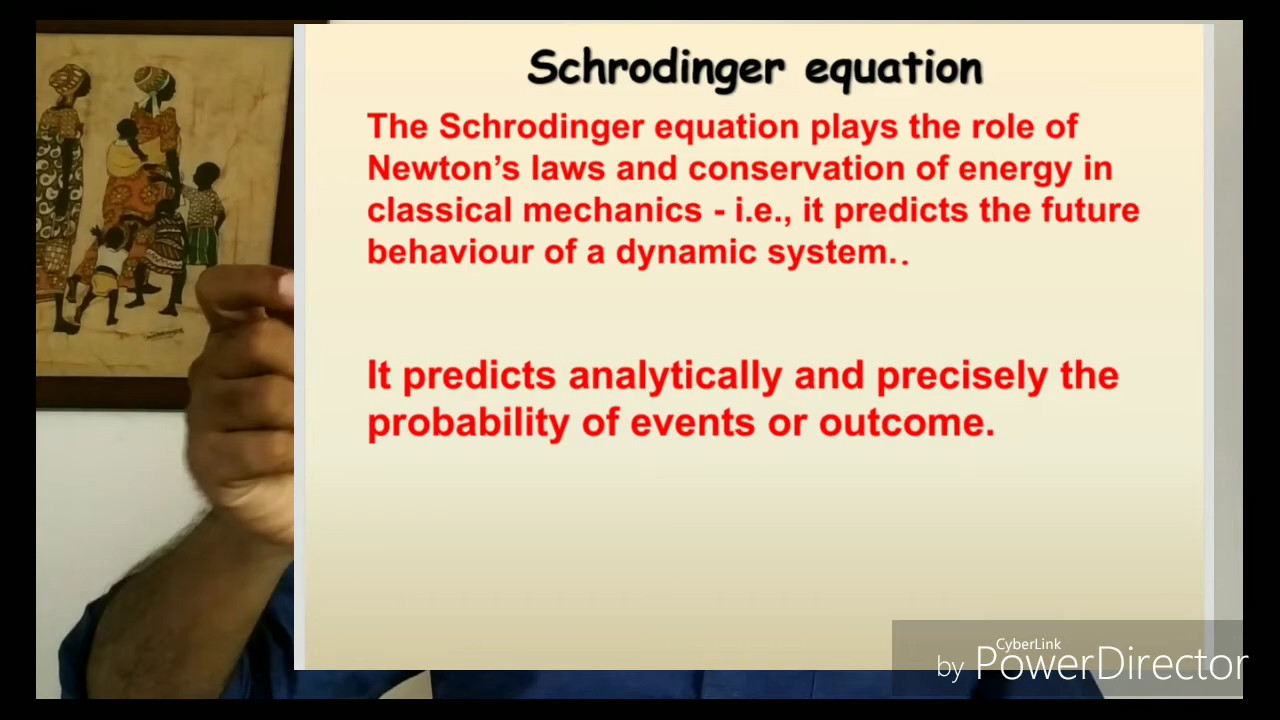 Schrodinger equation
The Schrodinger equation plays the role of
Newton’s laws and conservation of energy in
classical mechanics - i.e., it predicts the future
behaviour of a dynamic system..
It predicts analytically and precisely the
probability of events or outcome.
CyberLink
by PowerDirector